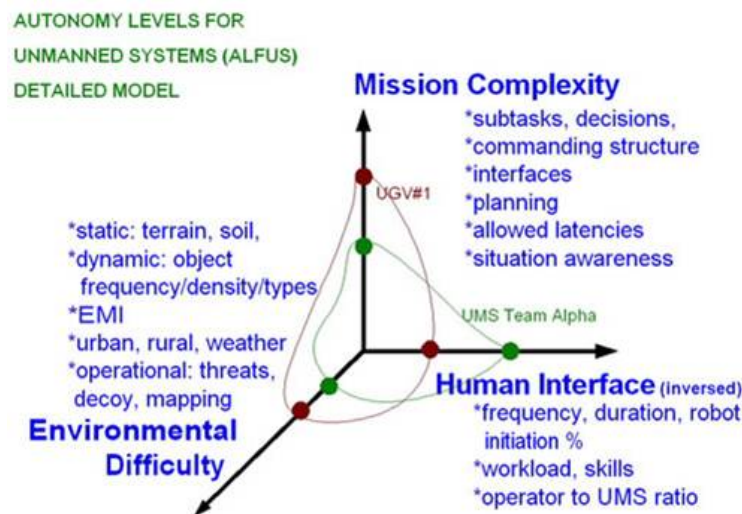 AUTONOMY LEVELS FOR
UNMANNED SYSTEMS (ALFUS)
DETAILED MODEL
Mission Complexity
*subtasks, decisions,
*commanding structure
*interfaces
*planning
*allowed latencies
*situation awareness
UGV#1
*static: terrain, soil,
*dynamic: object
frequency/density/types
*EMI
*urban, rural, weather
*operational: threats,
decoy, mapping
Environmental
Difficulty
UMS Team Alpha
Human Interface (inversed)
*frequency, duration, robot
initiation %
*workload, skills
*operator to UMS ratio